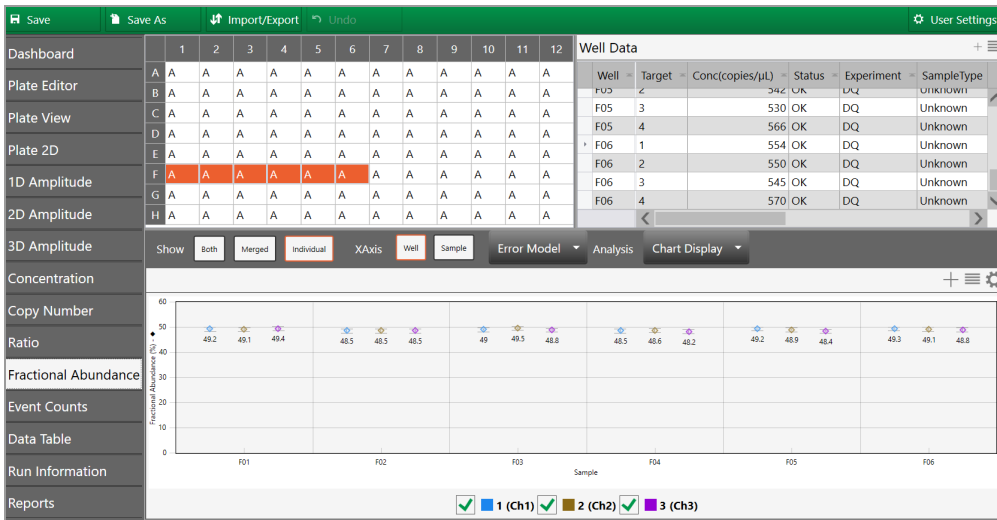 Save Save As Import/Export Undo User Settings
Dashboard
Plate Editor
Plate View
Plate 2D
1D Amplitude
2D Amplitude
3D Amplitude
Concentration
Copy Number
Ratio
Fractional Abundance
Event Counts
Data Table
Run Information
Reports
1 2 3 4 5 6 7 8 9 10 11 12
A A A A A A A A A A A A A
B A A A A A A A A A A A A
C A A A A A A A A A A A A
D A A A A A A A A A A A A
E A A A A A A A A A A A A
F A A A A A A A A A A A A
G A A A A A A A A A A A A
H A A A A A A A A A A A A
Well Data
Well Target Conc(copies/µL) Status Experiment SampleType
F05 2 542 OK DQ Unknown
F05 3 530 OK DQ Unknown
F05 4 566 OK DQ Unknown
F06 1 554 OK DQ Unknown
F06 2 550 OK DQ Unknown
F06 3 545 OK DQ Unknown
F06 4 570 OK DQ Unknown
Show Both Merged Individual XAxis Well Sample Error Model Analysis Chart Display
Fractional Abundance (%) - ◆
60
50
40
30
20
10
0
49.2 49.1 49.4 48.5 48.5 48.5 49 49.5 48.8 48.5 48.6 48.2 49.2 48.9 48.4 49.3 49.1 48.8
F01 F02 F03 F04 F05 F06
Sample
1 (Ch1) 2 (Ch2) 3 (Ch3)